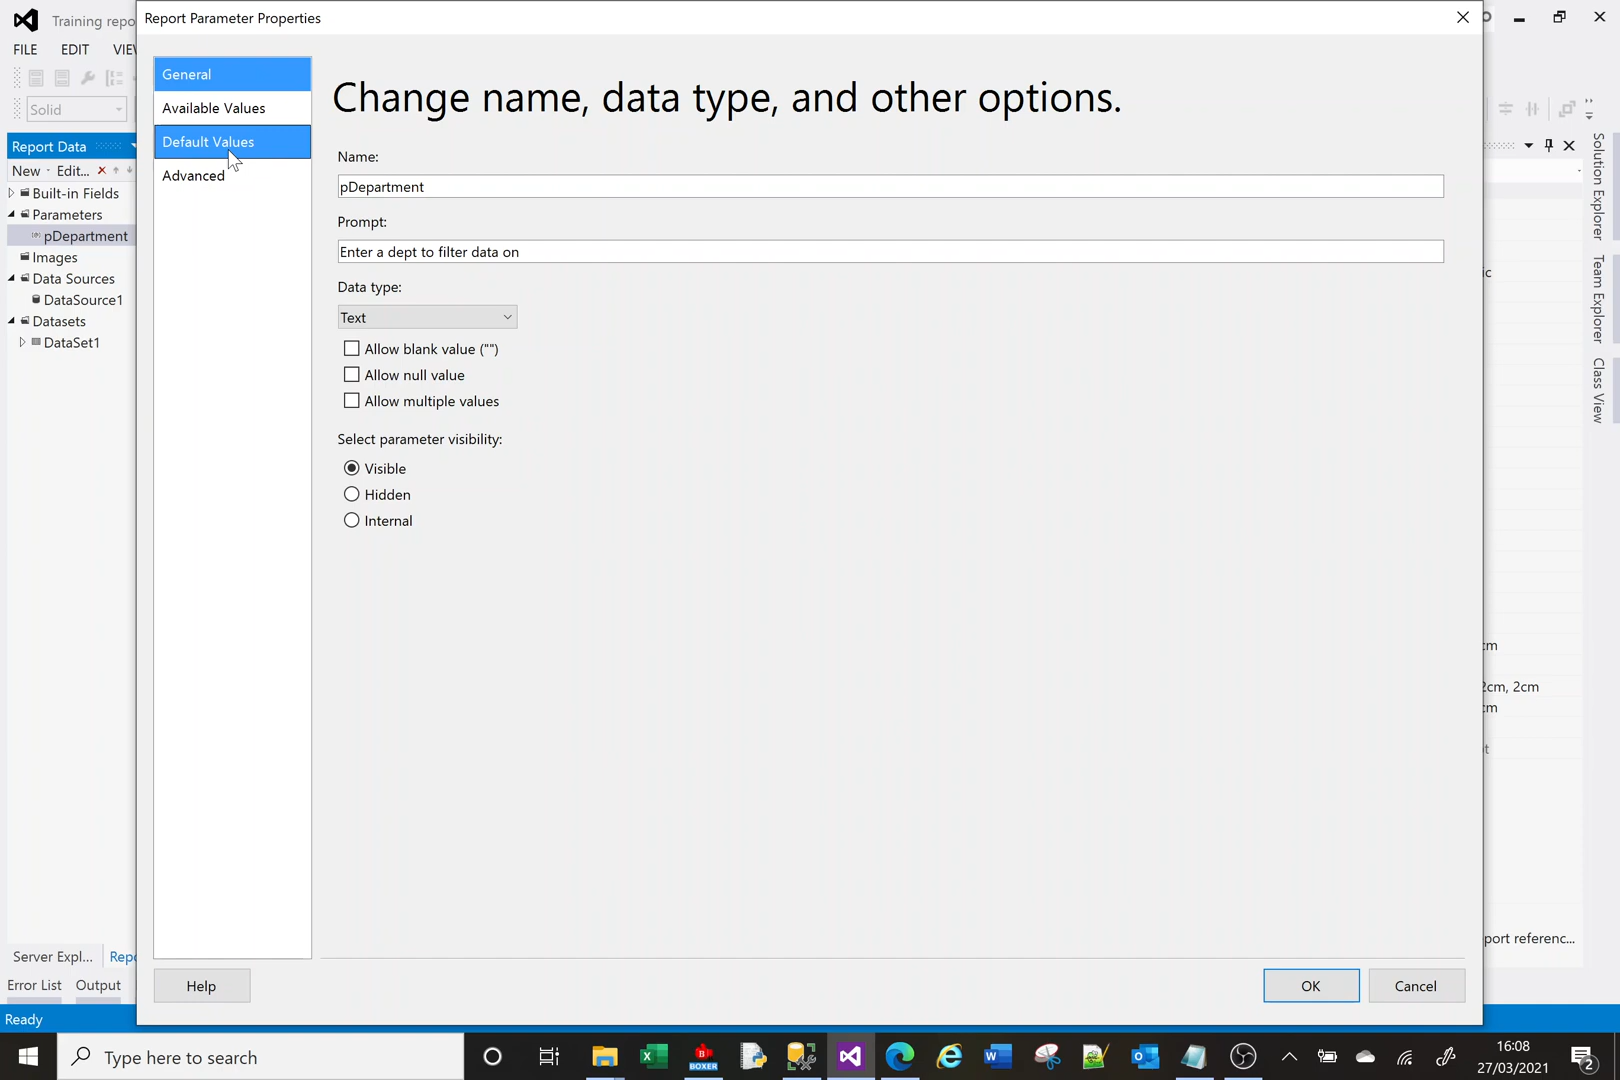 Training repo
Report Parameter Properties
FILE EDIT
Solid
Report Data
New Edit...
Built-in Fields
Parameters
pDepartment
Images
Data Sources
DataSource1
Datasets
DataSet1
Server Expl...
Error List Output
Ready
General
Available Values
Default Values
Advanced
Change name, data type, and other options.
Name:
pDepartment
Prompt:
Enter a dept to filter data on
Data type:
Text
Allow blank value ("")
Allow null value
Allow multiple values
Select parameter visibility:
Visible
Hidden
Internal
Help
OK
Cancel
Solution Explorer
Team Explorer
Class View
2cm, 2cm
port referenc...
Type here to search
BOXER
16:08
27/03/2021
2